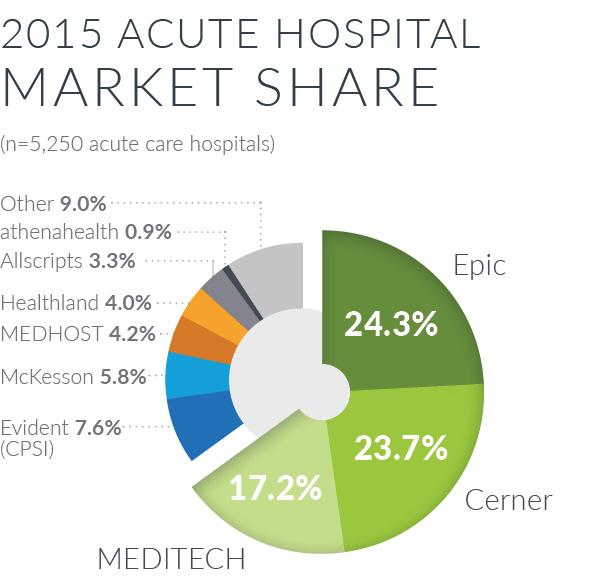 2015 ACUTE HOSPITAL
MARKET SHARE
(n=5,250 acute care hospitals)
Other 9.0%
athenahealth 0.9%
Allscripts 3.3%
Healthland 4.0%
MEDHOST 4.2%
McKesson 5.8%
Evident 7.6%
(CPSI)
Epic
24.3%
23.7%
Cerner
17.2%
MEDITECH